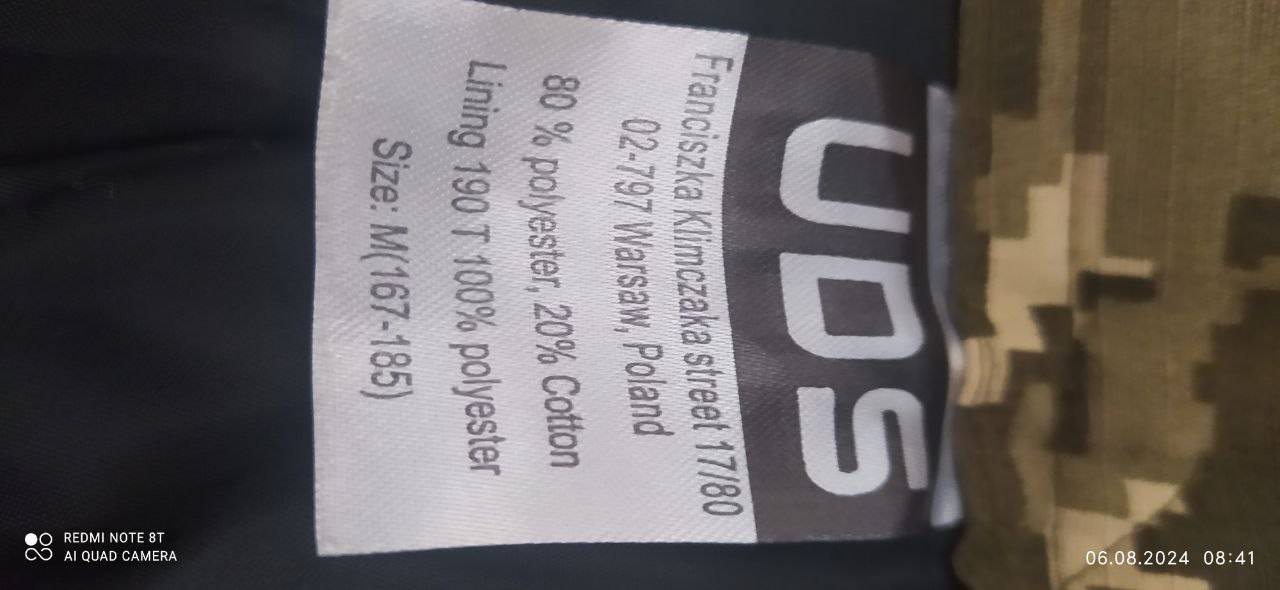 UDS
Franciszka Klimczaka street 17/80
02-797 Warsaw, Poland
80 % polyester, 20% Cotton
Lining 190 T 100% polyester
Size: M(167-185)
REDMI NOTE 8T
AI QUAD CAMERA
06.08.2024 08:41